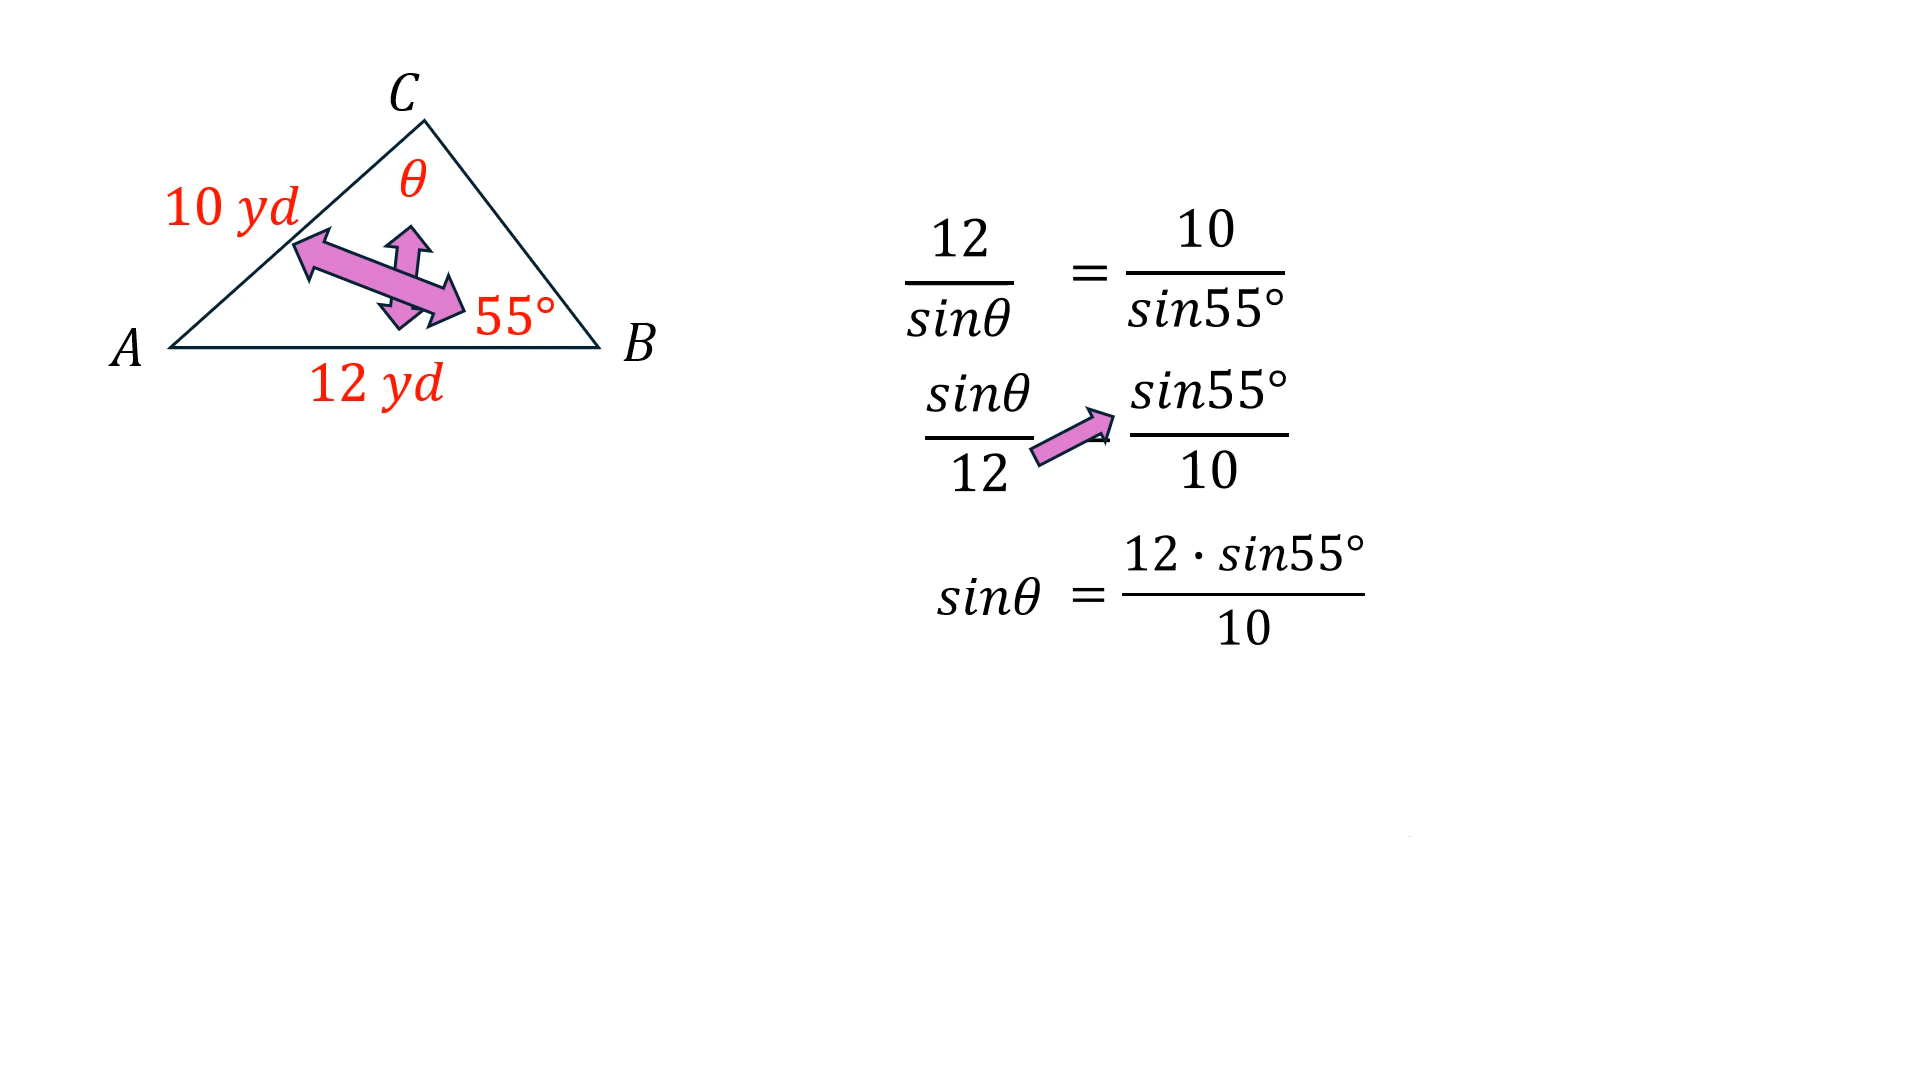 C
θ
10 yd
55°
A
B
12 yd
12/sinθ = 10/sin55°
sinθ/12 = sin55°/10
sinθ = 12 · sin55°/10